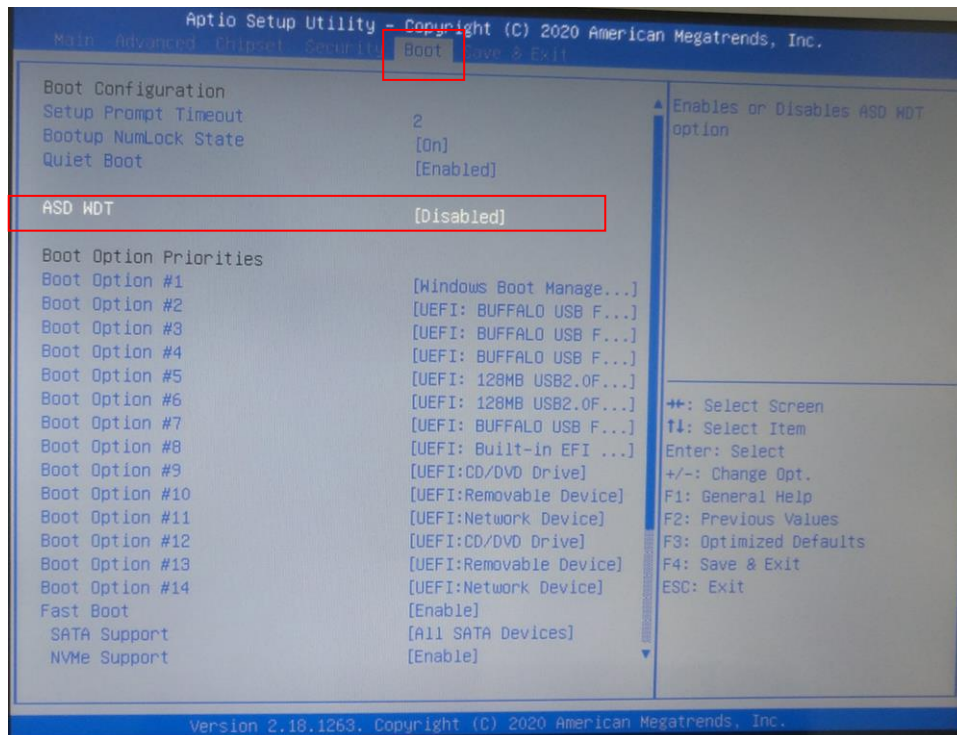 Aptio Setup Utility - Copyright (C) 2020 American Megatrends, Inc.
Main Advanced Chipset Security Boot Save & Exit
Boot Configuration
Setup Prompt Timeout 2
Bootup NumLock State [On]
Quiet Boot [Enabled]
ASD WDT [Disabled]
Boot Option Priorities
Boot Option #1 [Windows Boot Manage...]
Boot Option #2 [UEFI: BUFFALO USB F...]
Boot Option #3 [UEFI: BUFFALO USB F...]
Boot Option #4 [UEFI: BUFFALO USB F...]
Boot Option #5 [UEFI: 128MB USB2.0F...]
Boot Option #6 [UEFI: 128MB USB2.0F...]
Boot Option #7 [UEFI: BUFFALO USB F...]
Boot Option #8 [UEFI: Built-in EFI ...]
Boot Option #9 [UEFI:CD/DVD Drive]
Boot Option #10 [UEFI:Removable Device]
Boot Option #11 [UEFI:Network Device]
Boot Option #12 [UEFI:CD/DVD Drive]
Boot Option #13 [UEFI:Removable Device]
Boot Option #14 [UEFI:Network Device]
Fast Boot [Enable]
SATA Support [All SATA Devices]
NVMe Support [Enable]
Enables or Disables ASD WDT
option
→←: Select Screen
↑↓: Select Item
Enter: Select
+/-: Change Opt.
F1: General Help
F2: Previous Values
F3: Optimized Defaults
F4: Save & Exit
ESC: Exit
Version 2.18.1263. Copyright (C) 2020 American Megatrends, Inc.